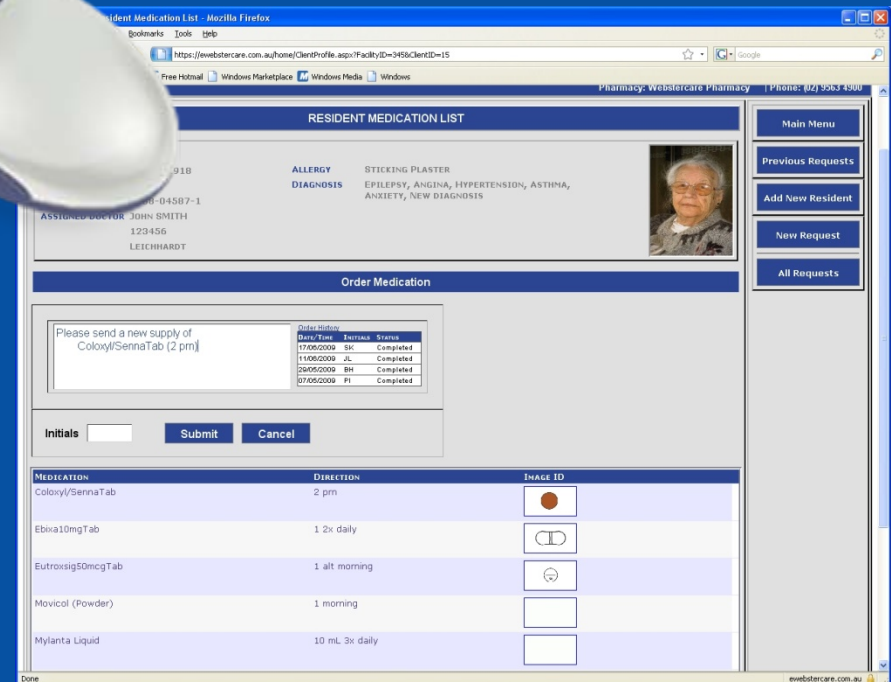 Resident Medication List - Mozilla Firefox
Bookmarks Tools Help
https://ewebstercare.com.au/home/ClientProfile.aspx?FacilityID=345&ClientID=15
Google
Free Hotmail Windows Marketplace Windows Media Windows
Pharmacy: Webstercare Pharmacy | Phone: (02) 9563 4900
RESIDENT MEDICATION LIST
918
ALLERGY STICKING PLASTER
DIAGNOSIS EPILEPSY, ANGINA, HYPERTENSION, ASTHMA,
ANXIETY, NEW DIAGNOSIS
-04587-1
ASSIGNED DOCTOR JOHN SMITH
123456
LEICHHARDT
Main Menu
Previous Requests
Add New Resident
New Request
All Requests
Order Medication
Please send a new supply of
Coloxyl/SennaTab (2 pm)
Order History
DATE/TIME INITIALS STATUS
17/06/2009 SK Completed
11/06/2009 JL Completed
29/05/2009 BH Completed
07/05/2009 PI Completed
Initials Submit Cancel
MEDICATION DIRECTION IMAGE ID
Coloxyl/SennaTab 2 pm
Ebixa10mgTab 1 2x daily
Eutroxsig50mcgTab 1 alt morning
Movicol (Powder) 1 morning
Mylanta Liquid 10 mL 3x daily
Done ewebstercare.com.au